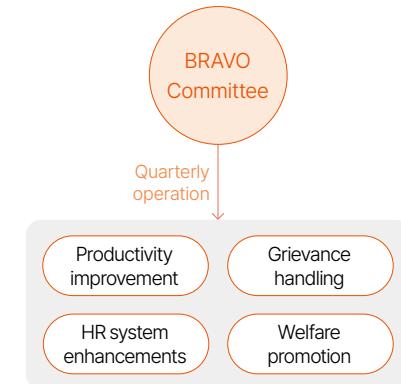 BRAVO
Committee
Quarterly
operation
Productivity
improvement
Grievance
handling
HR system
enhancements
Welfare
promotion